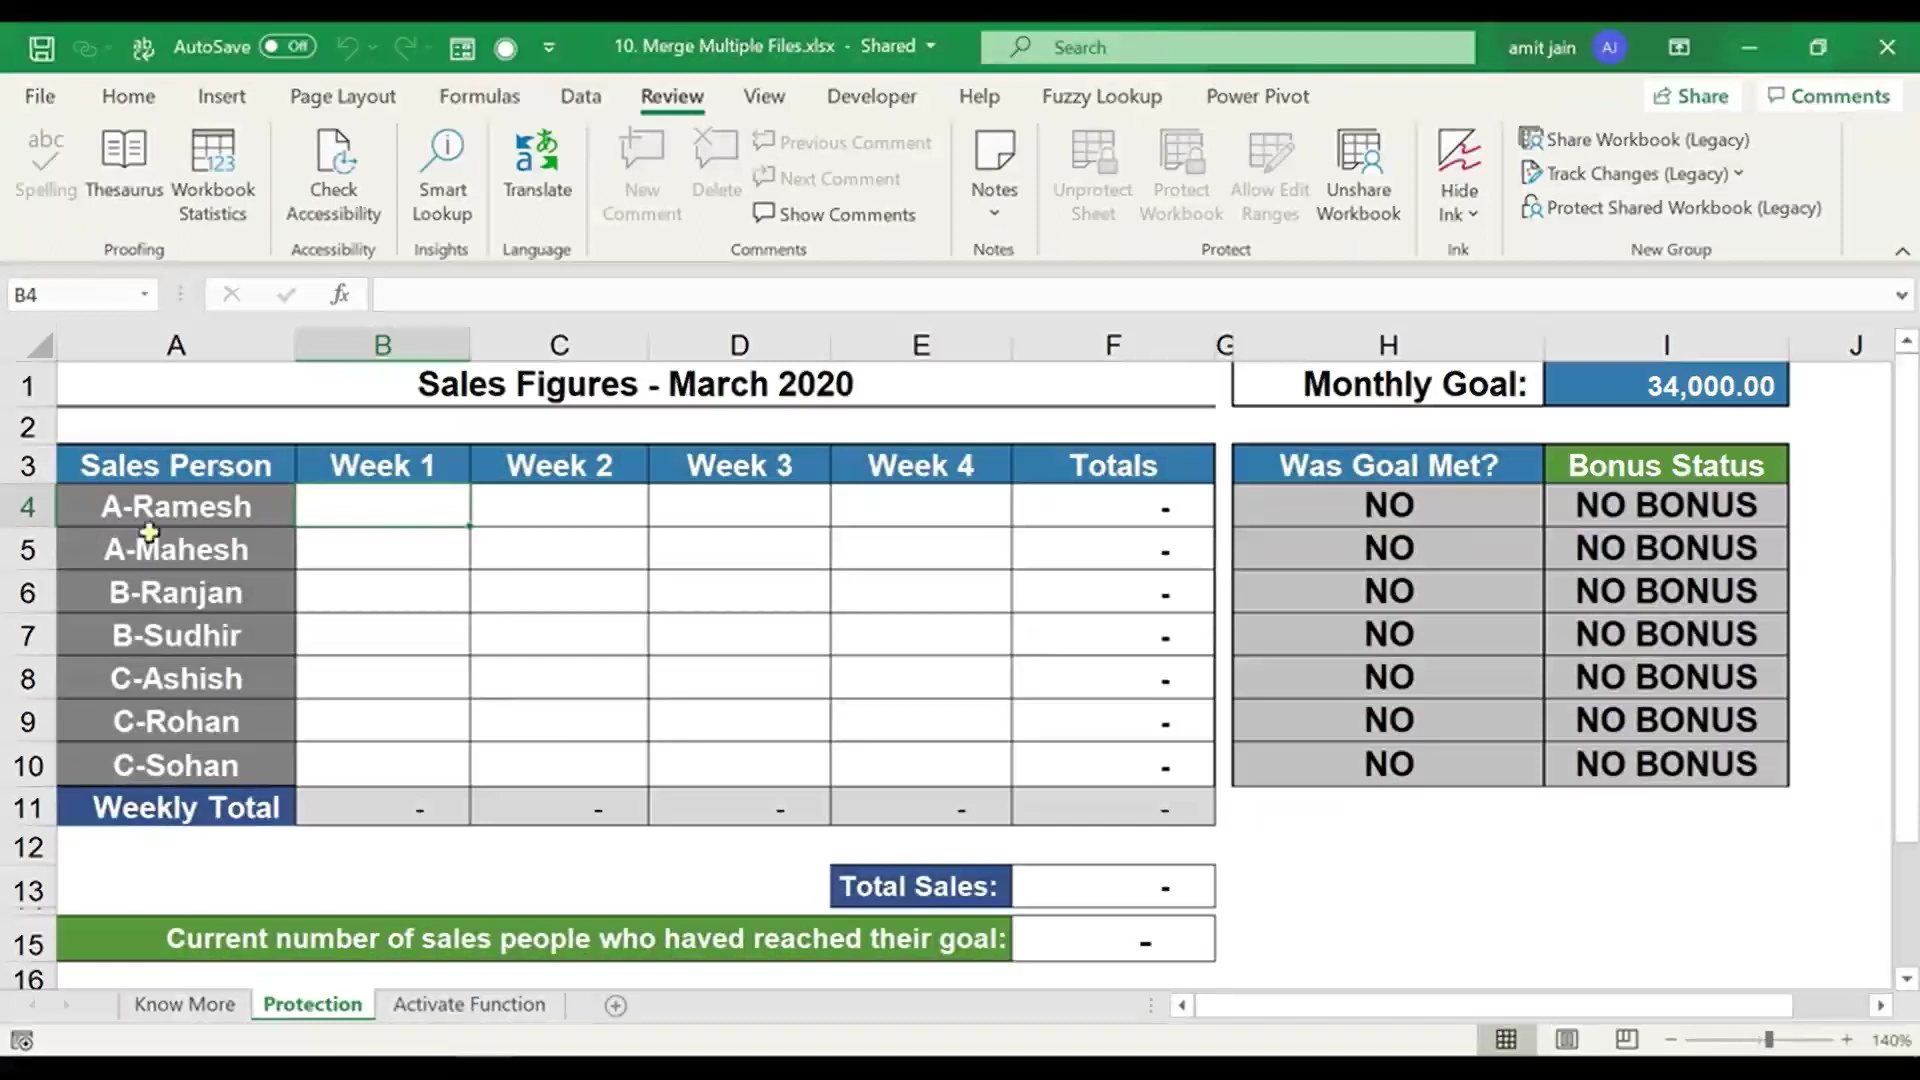 AutoSave Off 10. Merge Multiple Files.xlsx - Shared Search amit jain AJ
File Home Insert Page Layout Formulas Data Review View Developer Help Fuzzy Lookup Power Pivot Share Comments
abc
Spelling
Thesaurus
123
Workbook
Statistics
Proofing
Check
Accessibility
Accessibility
Smart
Lookup
Insights
Translate
Language
New
Comment
Delete
Previous Comment
Next Comment
Show Comments
Comments
Notes
Notes
Unprotect
Sheet
Protect
Workbook
Allow Edit
Ranges
Unshare
Workbook
Protect
Hide
Ink
Ink
Share Workbook (Legacy)
Track Changes (Legacy)
Protect Shared Workbook (Legacy)
New Group
B4 fx
A B C D E F G H I J
1 Sales Figures - March 2020 Monthly Goal: 34,000.00
2
3 Sales Person Week 1 Week 2 Week 3 Week 4 Totals Was Goal Met? Bonus Status
4 A-Ramesh - NO NO BONUS
5 A-Mahesh - NO NO BONUS
6 B-Ranjan - NO NO BONUS
7 B-Sudhir - NO NO BONUS
8 C-Ashish - NO NO BONUS
9 C-Rohan - NO NO BONUS
10 C-Sohan - NO NO BONUS
11 Weekly Total - - - - -
12
13 Total Sales: -
15 Current number of sales people who haved reached their goal: -
16
Know More Protection Activate Function
140%